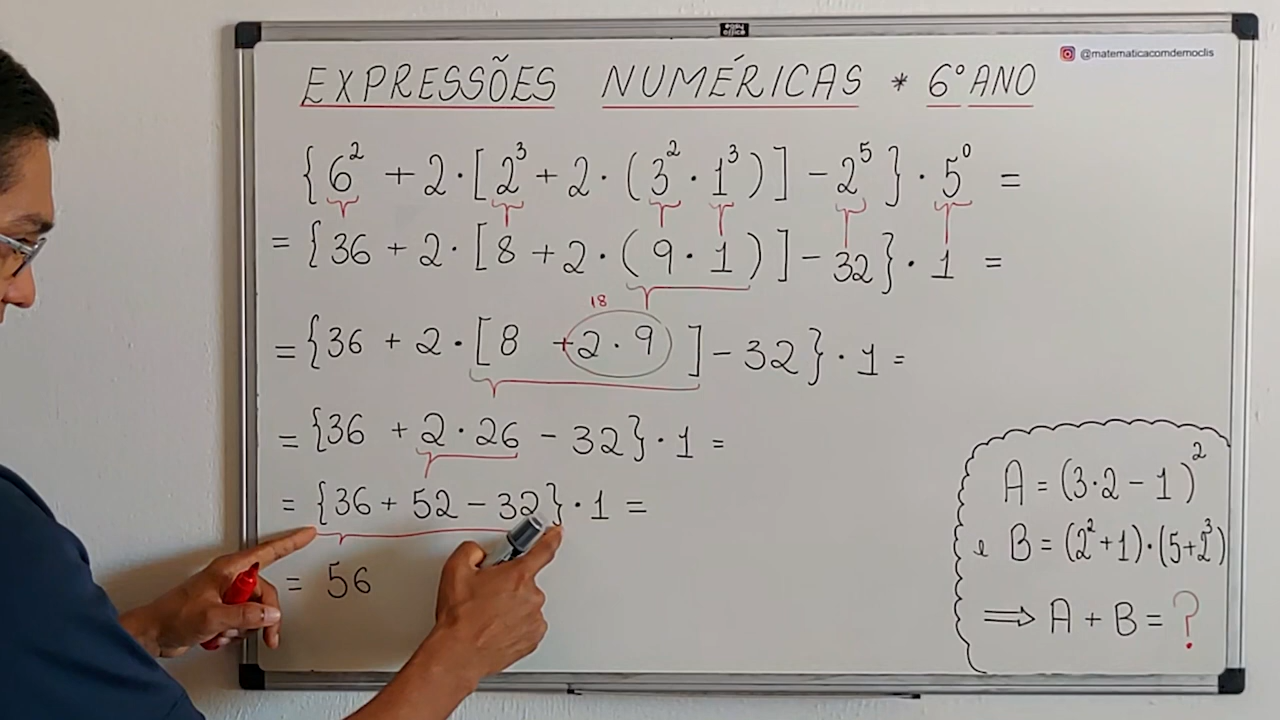 @matematicacomdemoclis
EXPRESSÕES NUMÉRICAS * 6º ANO
{6² + 2 · [2³ + 2 · (3² · 1³)] - 2⁵} · 5⁰ =
= {36 + 2 · [8 + 2 · (9 · 1)] - 32} · 1 =
18
= {36 + 2 · [8 + 2 · 9] - 32} · 1 =
= {36 + 2 · 26 - 32} · 1 =
= {36 + 52 - 32} · 1 =
= 56
A = (3·2 - 1)²
e B = (2² + 1) · (5 + 2³)
⟹ A + B = ?